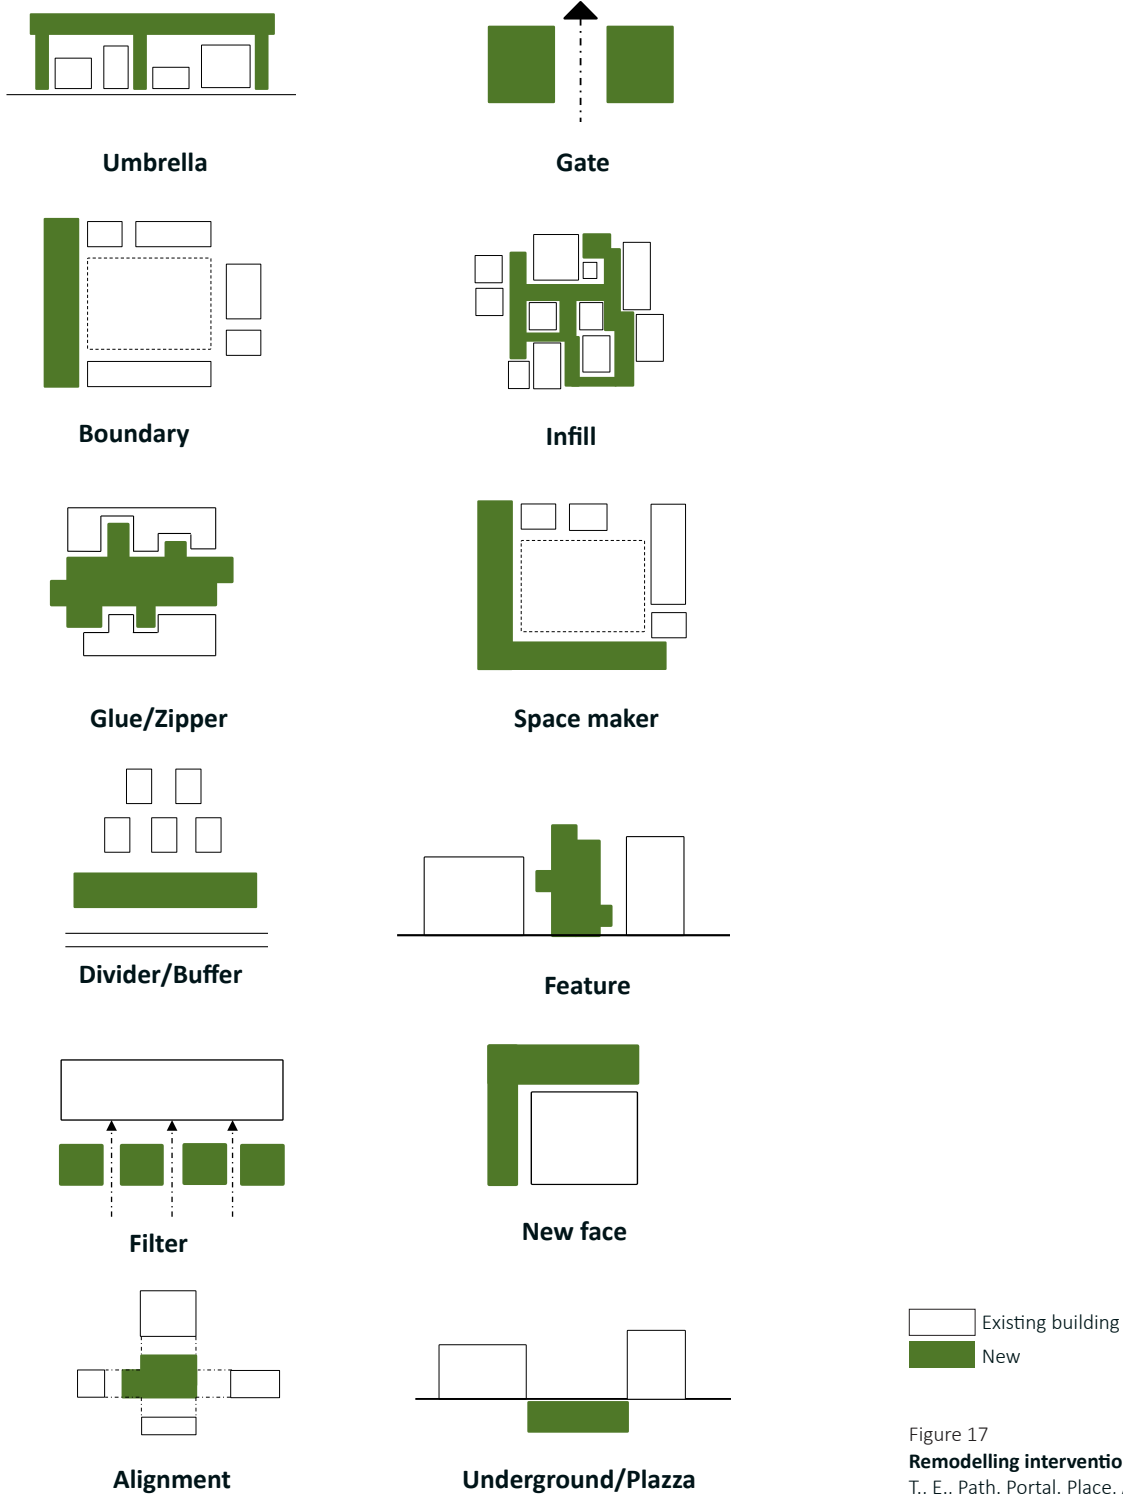 Umbrella
Gate
Boundary
Infill
Glue/Zipper
Space maker
Divider/Buffer
Feature
Filter
New face
Alignment
Underground/Plazza
Existing building
New
Figure 17
Remodelling
T., E., Path, Portal, Place,